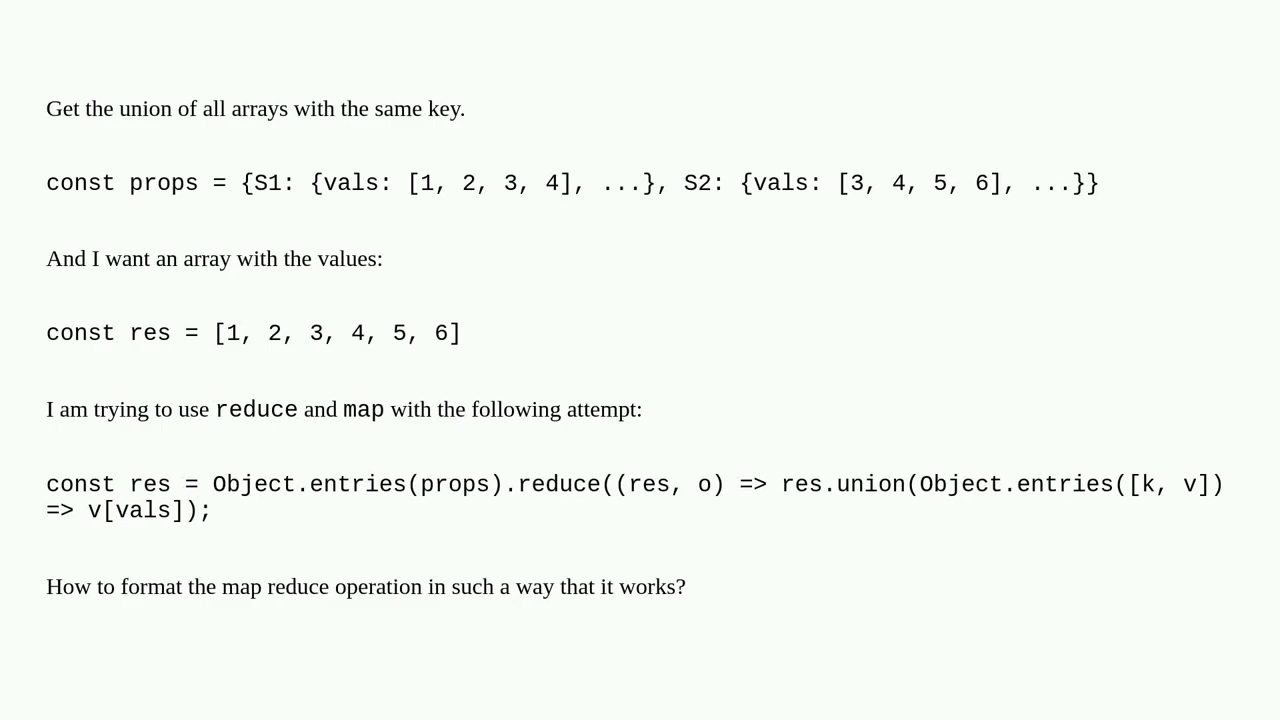 Get the union of all arrays with the same key.
const props = {S1: {vals: [1, 2, 3, 4], ...}, S2: {vals: [3, 4, 5, 6], ...}}
And I want an array with the values:
const res = [1, 2, 3, 4, 5, 6]
I am trying to use reduce and map with the following attempt:
const res = Object.entries(props).reduce((res, o) => res.union(Object.entries([k, v])
=> v[vals]);
How to format the map reduce operation in such a way that it works?